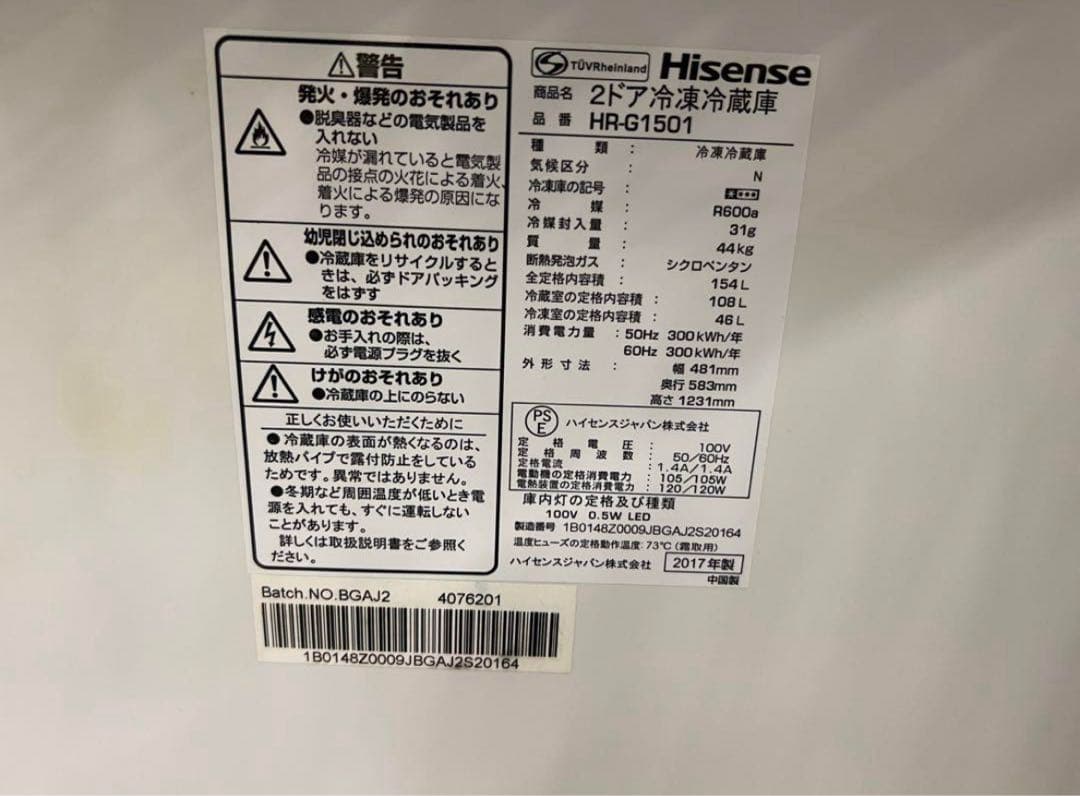 警告
発火・爆発のおそれあり
●脱臭器などの電気製品を
入れない
冷媒が漏れていると電気製
品の接点の火花による着火、
着火による爆発の原因にな
ります。
幼児閉じ込められのおそれあり
●冷蔵庫をリサイクルすると
きは、必ずドアパッキング
をはずす
感電のおそれあり
●お手入れの際は、
必ず電源プラグを抜く
けがのおそれあり
●冷蔵庫の上にのらない
正しくお使いいただくために
●冷蔵庫の表面が熱くなるのは、
放熱パイプで露付防止をしている
ためです。異常ではありません。
●冬期など周囲温度が低いとき電
源を入れても、すぐに運転しない
ことがあります。
詳しくは取扱説明書をご参照く
ださい。
TÜVRheinland Hisense
商品名 2ドア冷凍冷蔵庫
品番 HR-G1501
種類 : 冷凍冷蔵庫
気候区分 : N
冷凍庫の記号 :
冷媒 : R600a
冷媒封入量 : 31g
質量 : 44kg
断熱発泡ガス : シクロペンタン
全定格内容積 : 154L
冷蔵室の定格内容積 : 108L
冷凍室の定格内容積 : 46L
消費電力量 : 50Hz 300kWh/年
60Hz 300kWh/年
外形寸法 : 幅 481mm
奥行 583mm
高さ 1231mm
PSE ハイセンスジャパン株式会社
定格電圧 : 100V
定格周波数 : 50/60Hz
定格電流 : 1.4A/1.4A
電動機の定格消費電力 : 105/105W
電熱装置の定格消費電力 : 120/120W
庫内灯の定格及び種類
100V 0.5W LED
製造番号 1B0148Z0009JBGAJ2S20164
温度ヒューズの定格動作温度:73℃(霜取用)
ハイセンスジャパン株式会社 2017年製
中国製
Batch.NO.BGAJ2 4076201
1B0148Z0009JBGAJ2S20164